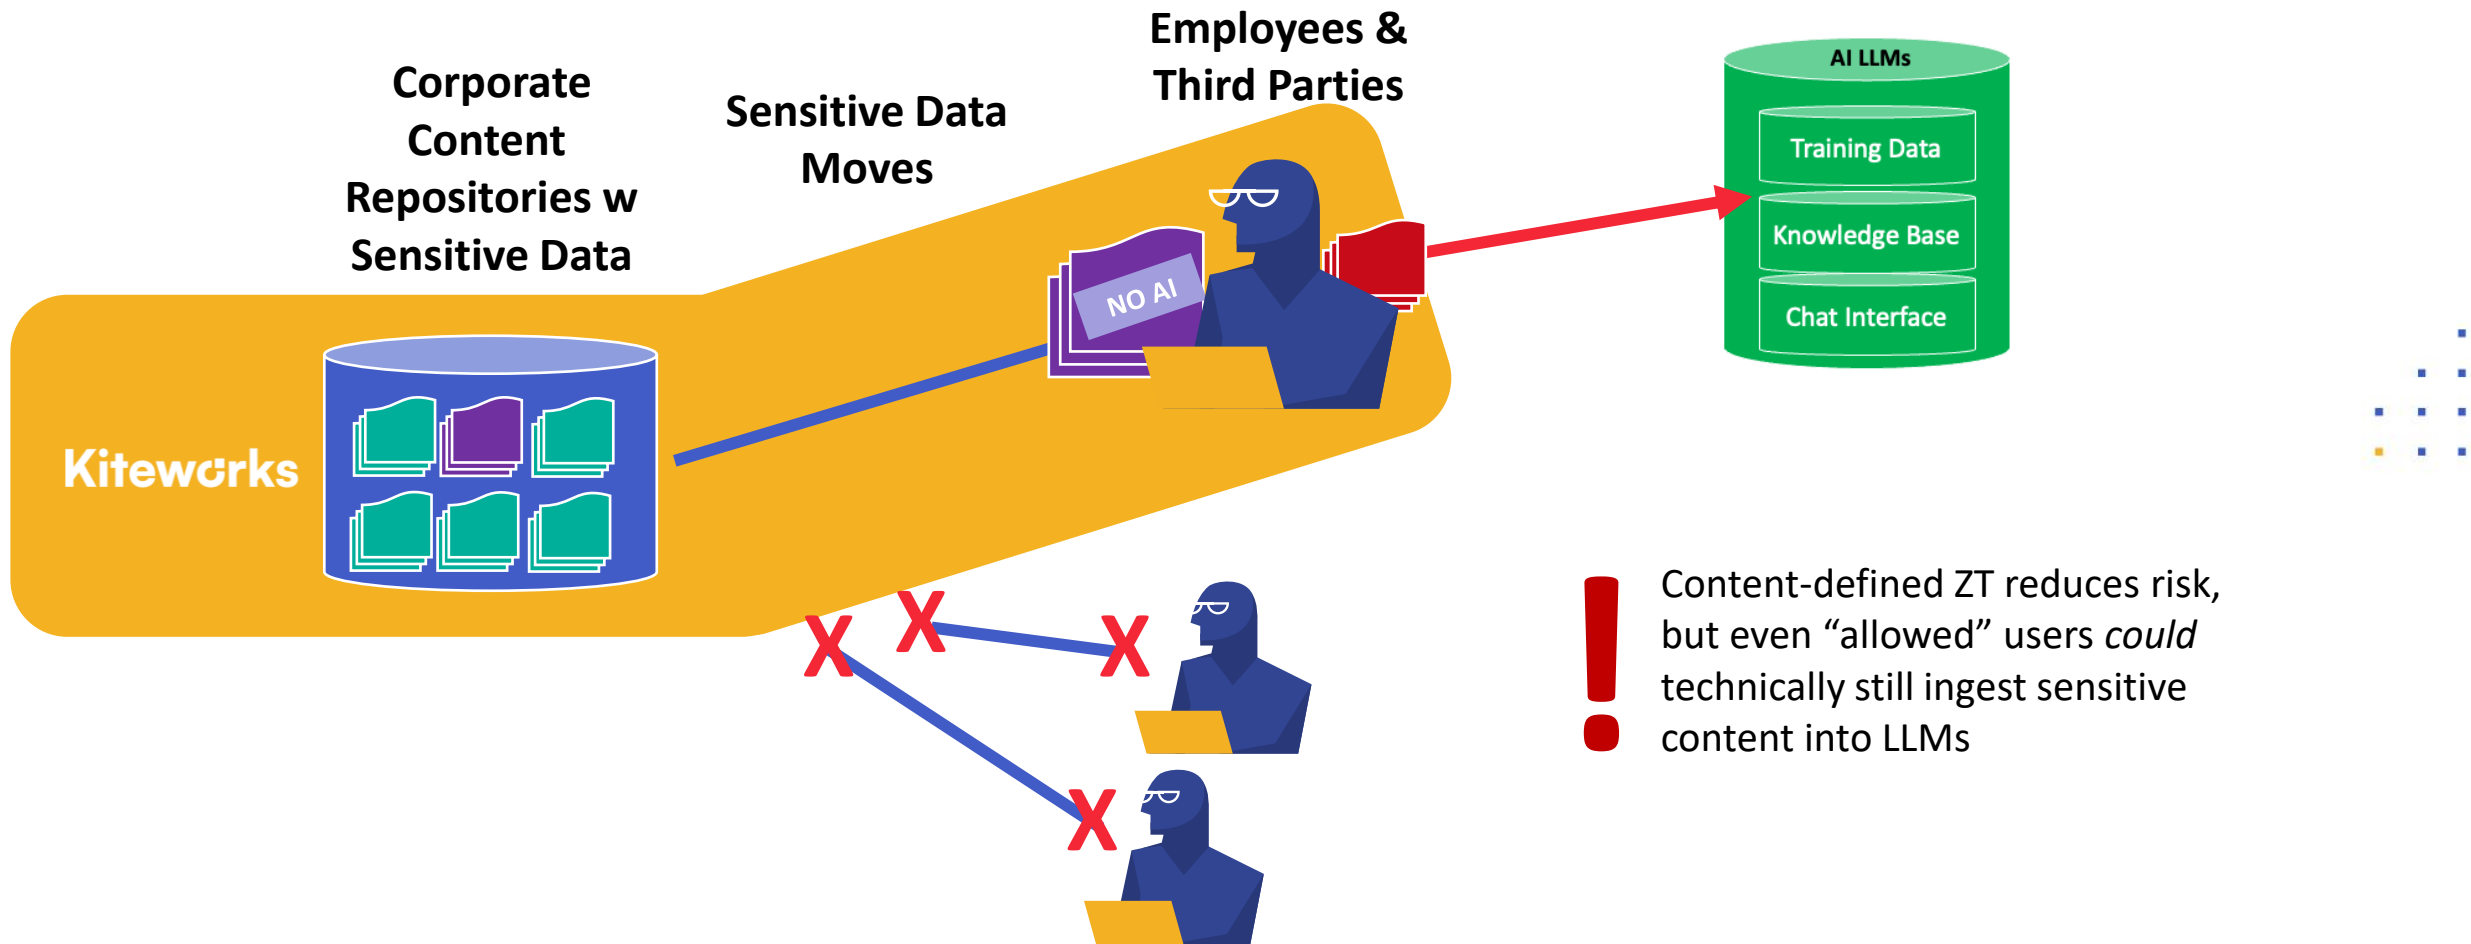 Corporate
Content
Repositories w
Sensitive Data
Sensitive Data
Moves
Employees &
Third Parties
AI LLMs
Training Data
Knowledge Base
Chat Interface
NO AI
Kiteworks
X
X
X
X
!
Content-defined ZT reduces risk,
but even “allowed” users could
technically still ingest sensitive
content into LLMs